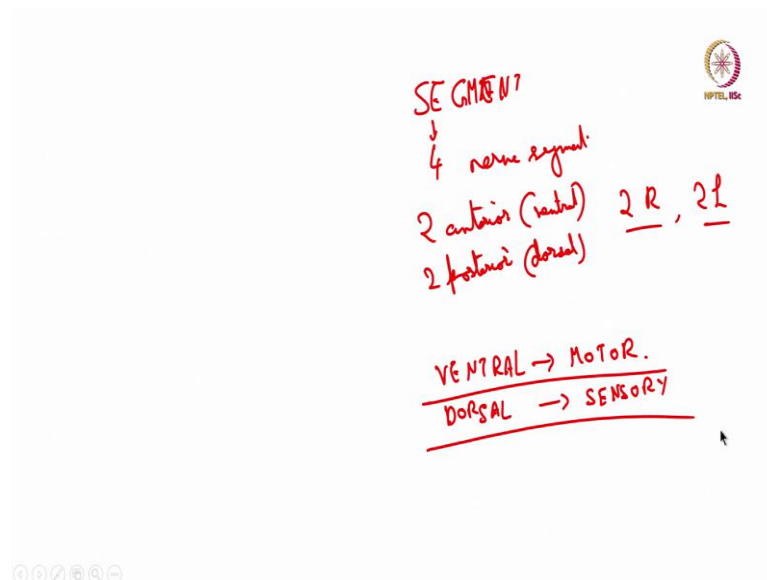 NPTEL, IISc
SEGMENT
↓
4 nerve segment
2 anterior (ventral) 2 R, 2 L
2 posterior (dorsal)
VENTRAL → MOTOR.
DORSAL → SENSORY